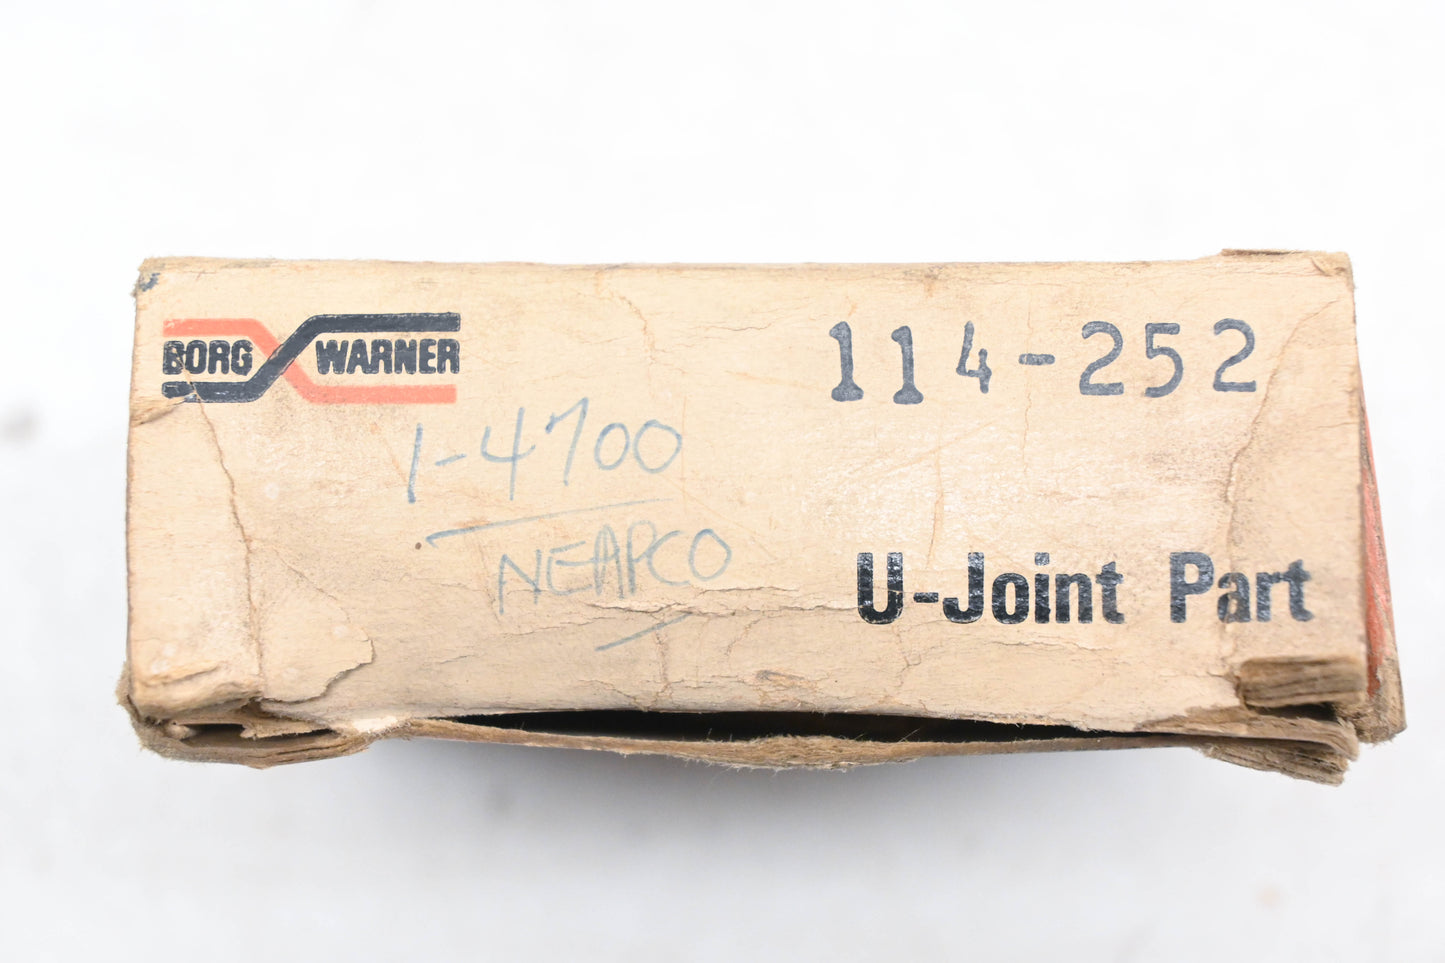 BORG WARNER
114-252
1-4700
NEAPCO
U-Joint Part